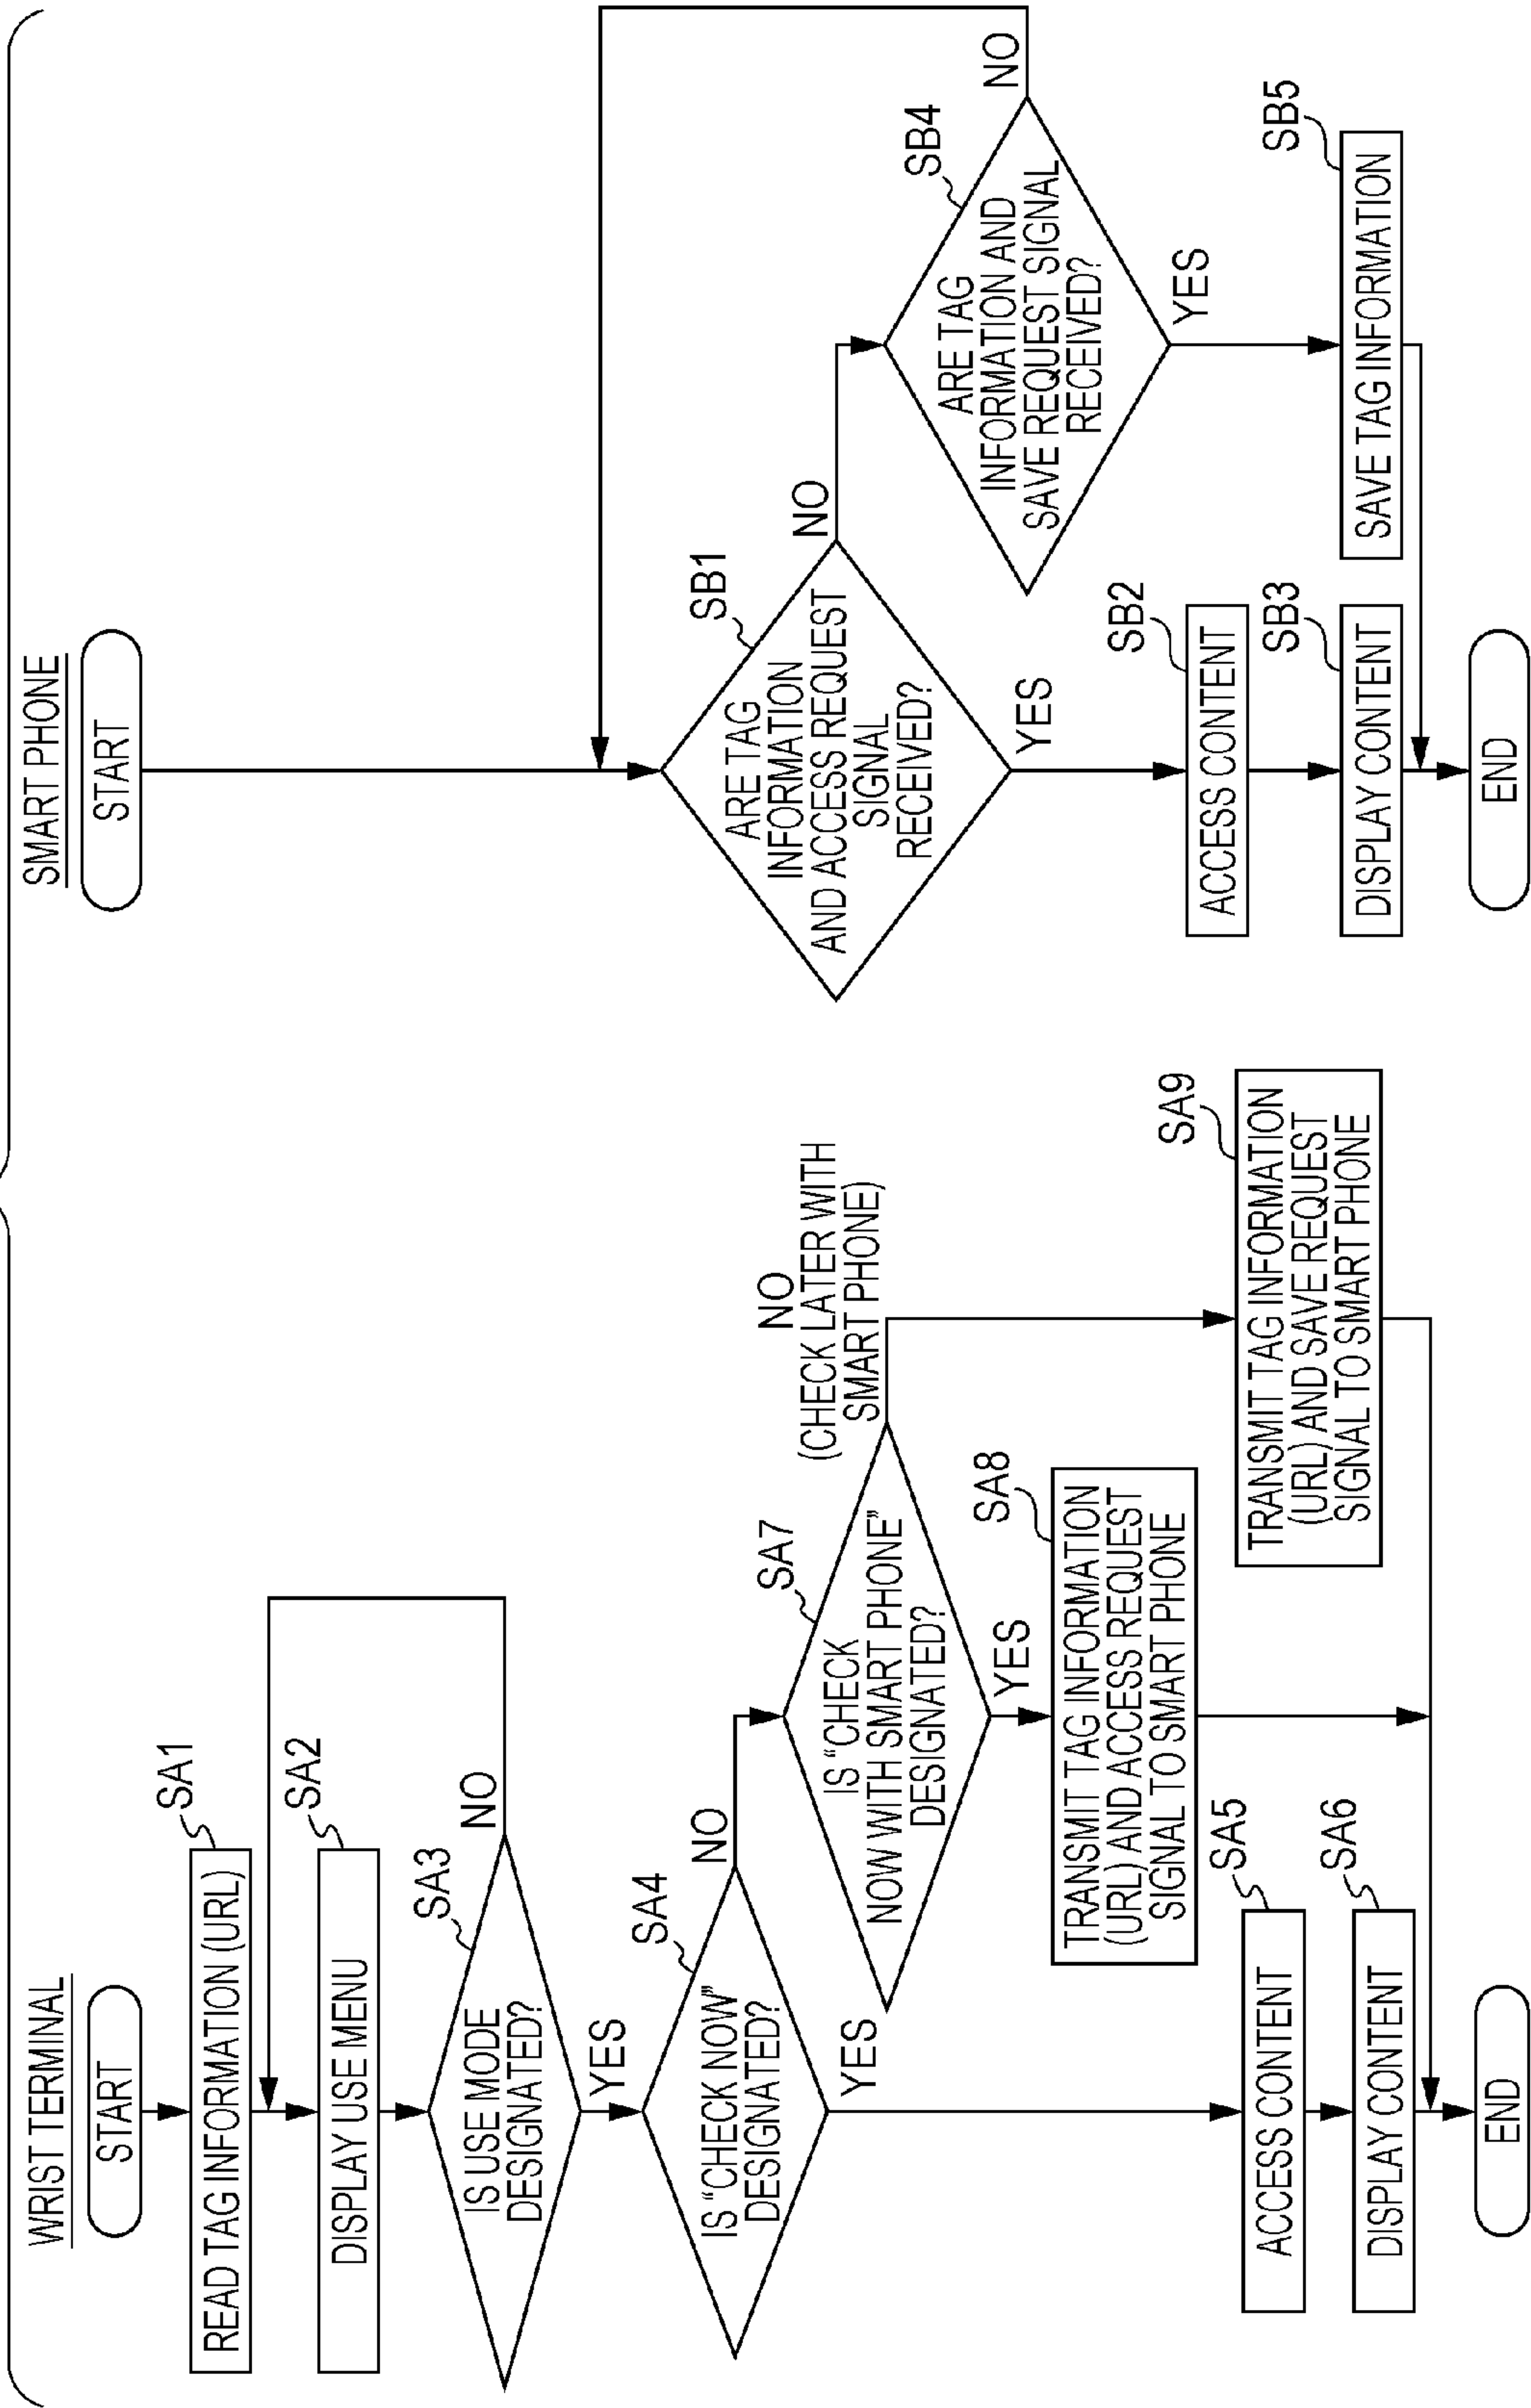 WRIST TERMINAL
START
SA1
READ TAG INFORMATION (URL)
SA2
DISPLAY USE MENU
SA3
IS USE MODE
DESIGNATED?
NO
YES
SA4
IS “CHECK NOW”
DESIGNATED?
NO
YES
SA7
IS “CHECK
NOW WITH SMART PHONE”
DESIGNATED?
NO
(CHECK LATER WITH
SMART PHONE)
YES
SA8
TRANSMIT TAG INFORMATION
(URL) AND ACCESS REQUEST
SIGNAL TO SMART PHONE
SA9
TRANSMIT TAG INFORMATION
(URL) AND SAVE REQUEST
SIGNAL TO SMART PHONE
SA5
ACCESS CONTENT
SA6
DISPLAY CONTENT
END
SMART PHONE
START
SB1
ARE TAG
INFORMATION
AND ACCESS REQUEST
SIGNAL
RECEIVED?
NO
YES
SB4
ARE TAG
INFORMATION AND
SAVE REQUEST SIGNAL
RECEIVED?
NO
YES
SB2
ACCESS CONTENT
SB3
DISPLAY CONTENT
SB5
SAVE TAG INFORMATION
END